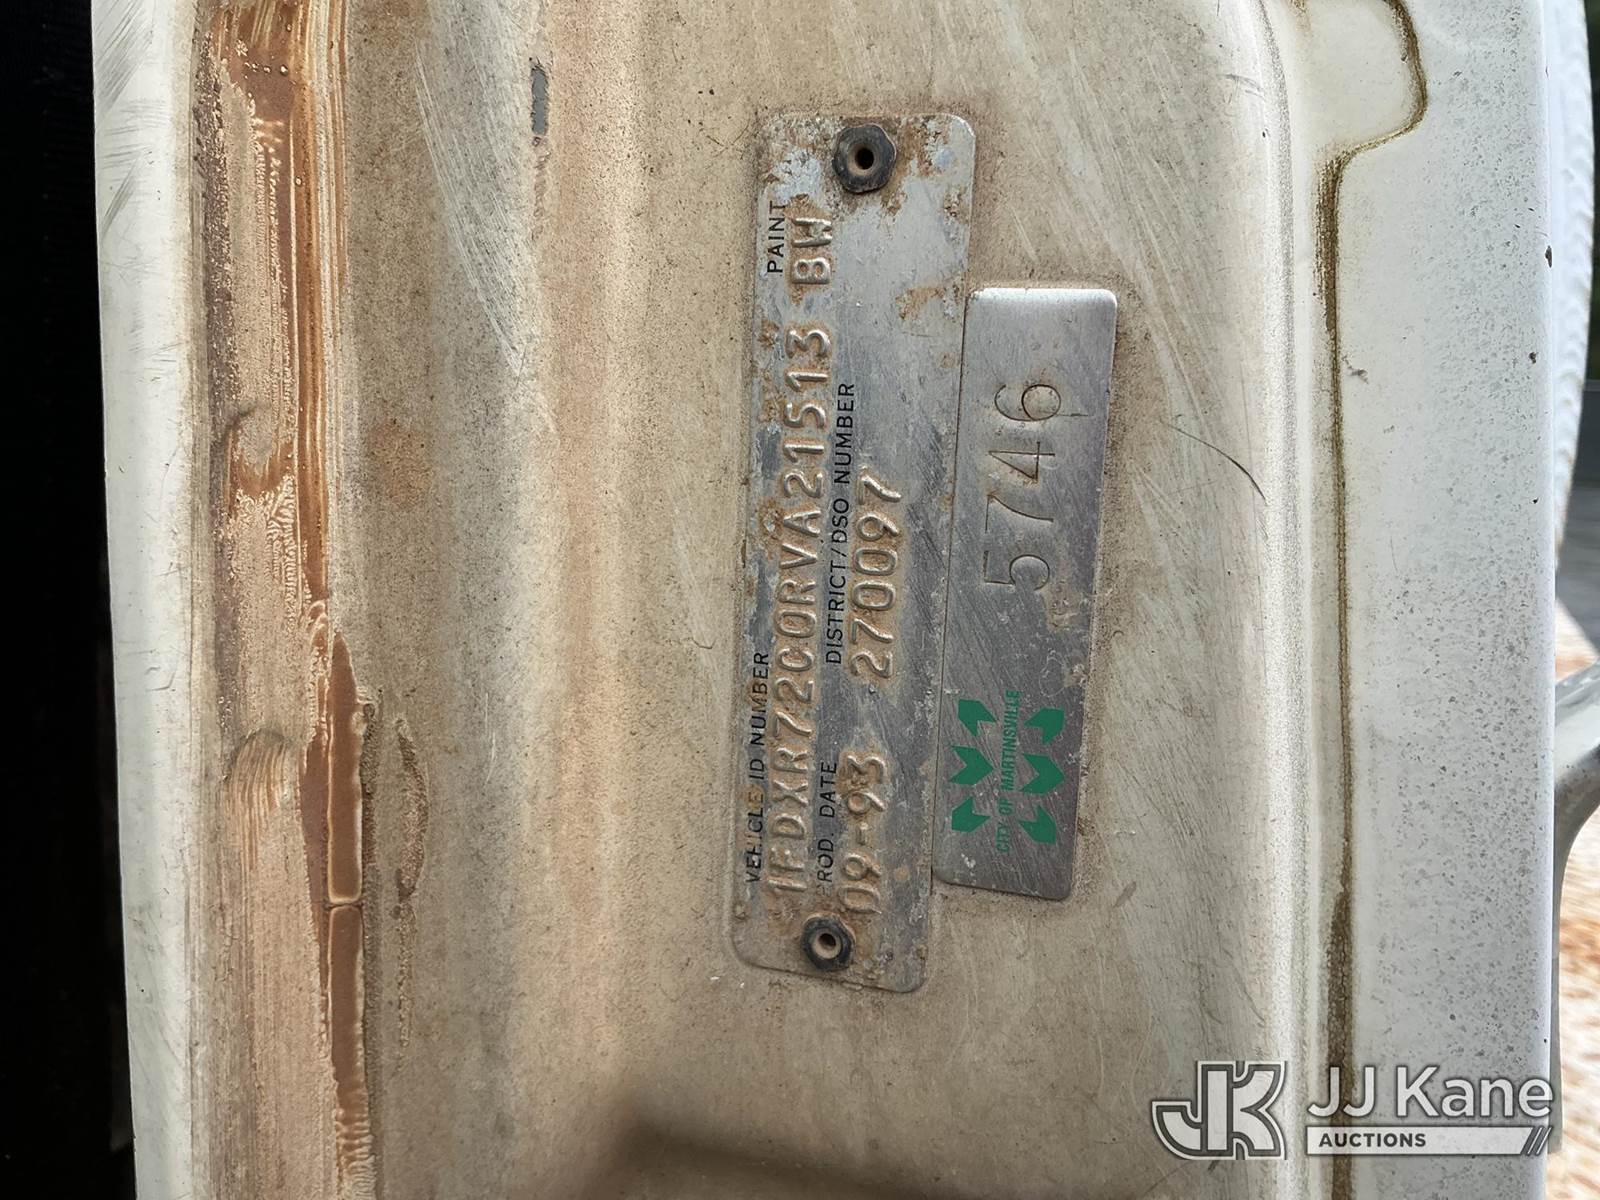 VEHICLE ID NUMBER PAINT
1FDXR72C0RVA21513 BW
PROD. DATE DISTRICT/DSO NUMBER
09-93 270097
CITY OF MARTINSVILLE
5746
JK JJ Kane
AUCTIONS